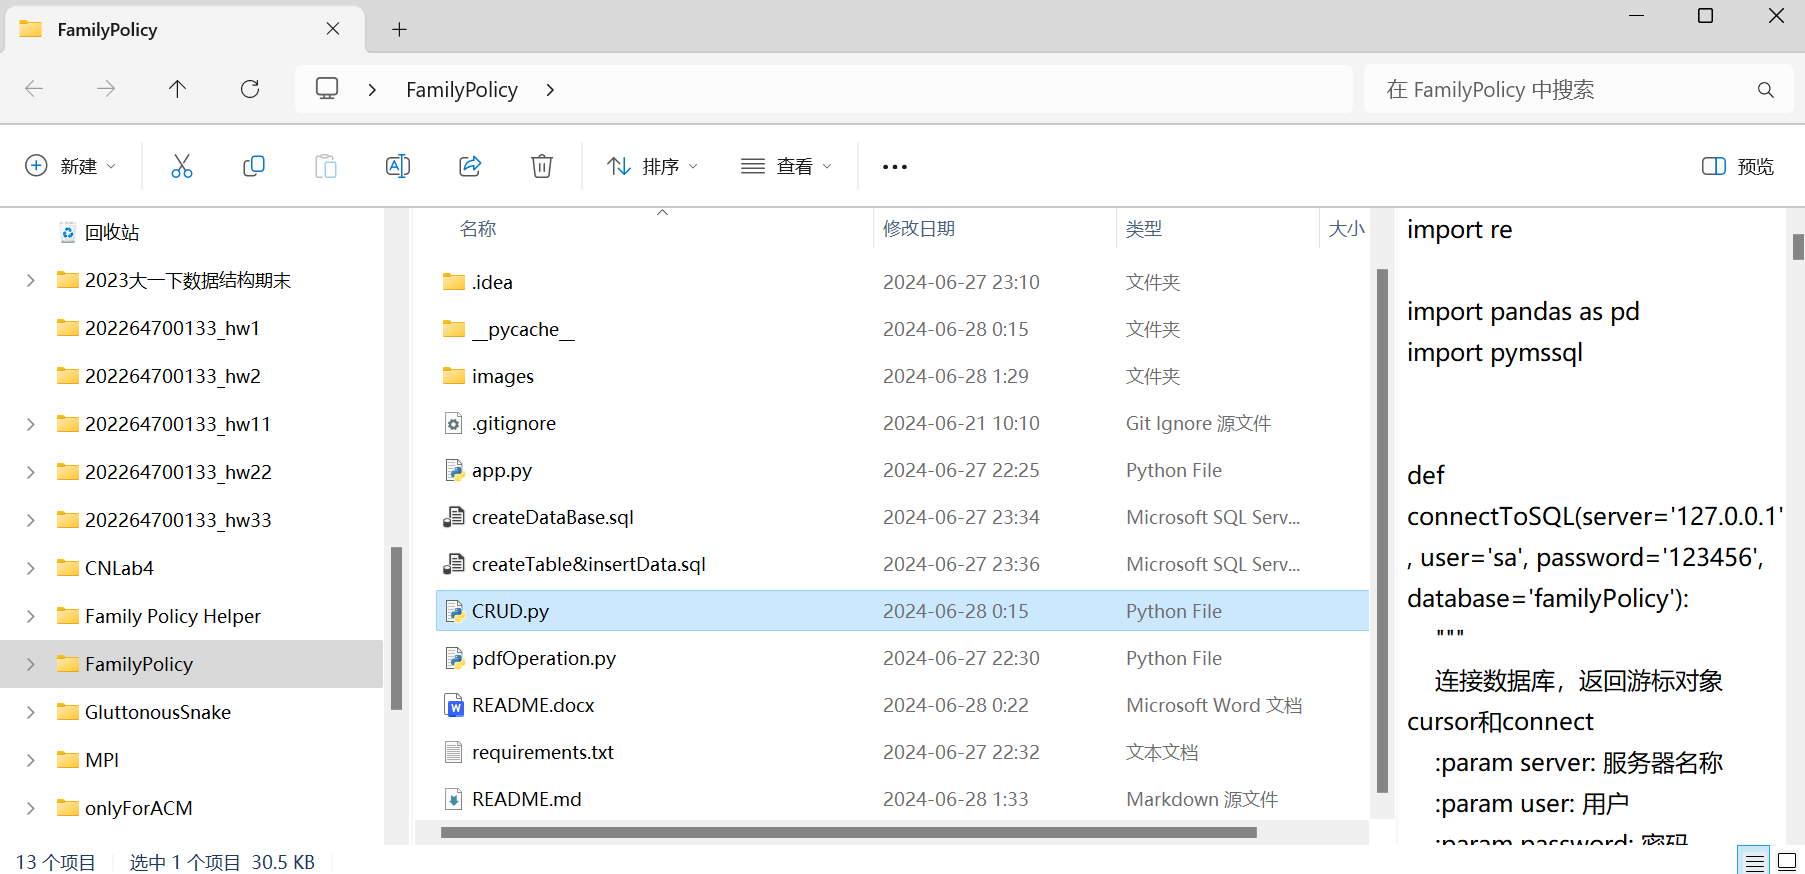 FamilyPolicy
FamilyPolicy
在 FamilyPolicy 中搜索
新建
排序
查看
预览
回收站
2023大一下数据结构期末
202264700133_hw1
202264700133_hw2
202264700133_hw11
202264700133_hw22
202264700133_hw33
CNLab4
Family Policy Helper
FamilyPolicy
GluttonousSnake
MPI
onlyForACM
名称 修改日期 类型 大小
.idea 2024-06-27 23:10 文件夹
__pycache__ 2024-06-28 0:15 文件夹
images 2024-06-28 1:29 文件夹
.gitignore 2024-06-21 10:10 Git Ignore 源文件
app.py 2024-06-27 22:25 Python File
createDataBase.sql 2024-06-27 23:34 Microsoft SQL Serv...
createTable&insertData.sql 2024-06-27 23:36 Microsoft SQL Serv...
CRUD.py 2024-06-28 0:15 Python File
pdfOperation.py 2024-06-27 22:30 Python File
README.docx 2024-06-28 0:22 Microsoft Word 文档
requirements.txt 2024-06-27 22:32 文本文档
README.md 2024-06-28 1:33 Markdown 源文件
import re
import pandas as pd
import pymssql
def
connectToSQL(server='127.0.0.1'
, user='sa', password='123456',
database='familyPolicy'):
"""
连接数据库，返回游标对象
cursor和connect
:param server: 服务器名称
:param user: 用户
:param password: 密码
13 个项目 选中 1 个项目 30.5 KB